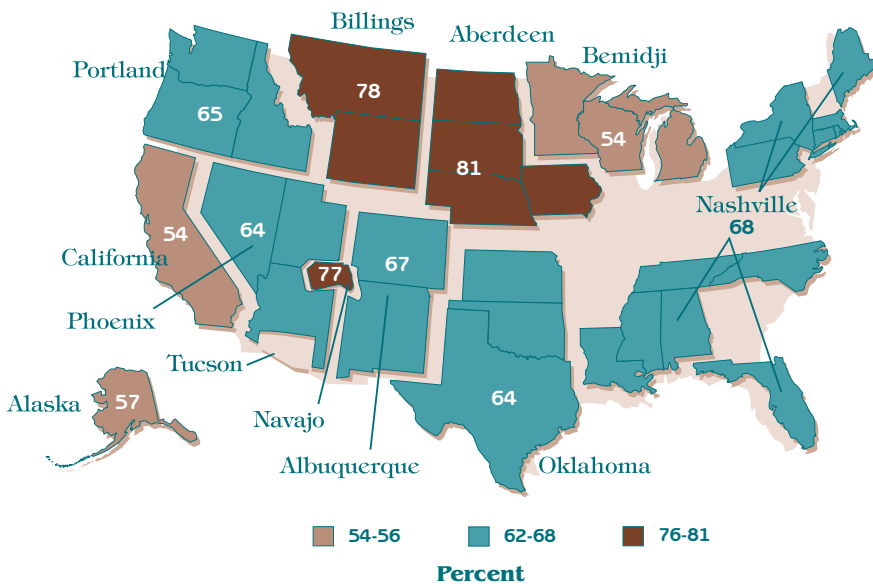 Billings
Aberdeen
Bemidji
Portland
78
65
54
81
Nashville
68
54
64
67
California
77
Phoenix
Tucson
Alaska
57
Navajo
64
Albuquerque
Oklahoma
54-56
62-68
76-81
Percent